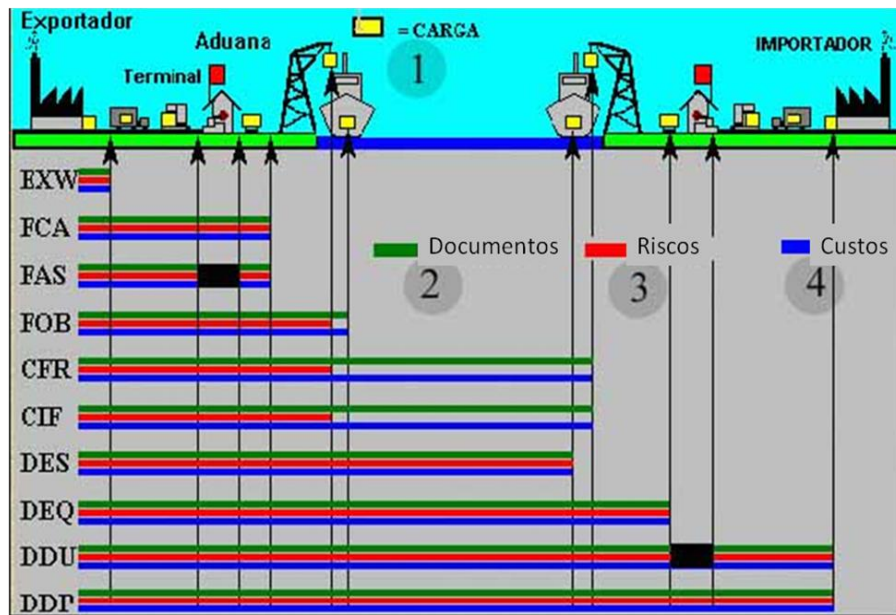 Exportador
= CARGA
Aduana
IMPORTADOR
Terminal
1
EXW
FCA
Documentos
Riscos
Custos
FAS
2
3
4
FOB
CFR
CIF
DES
DEQ
DDU
DDP